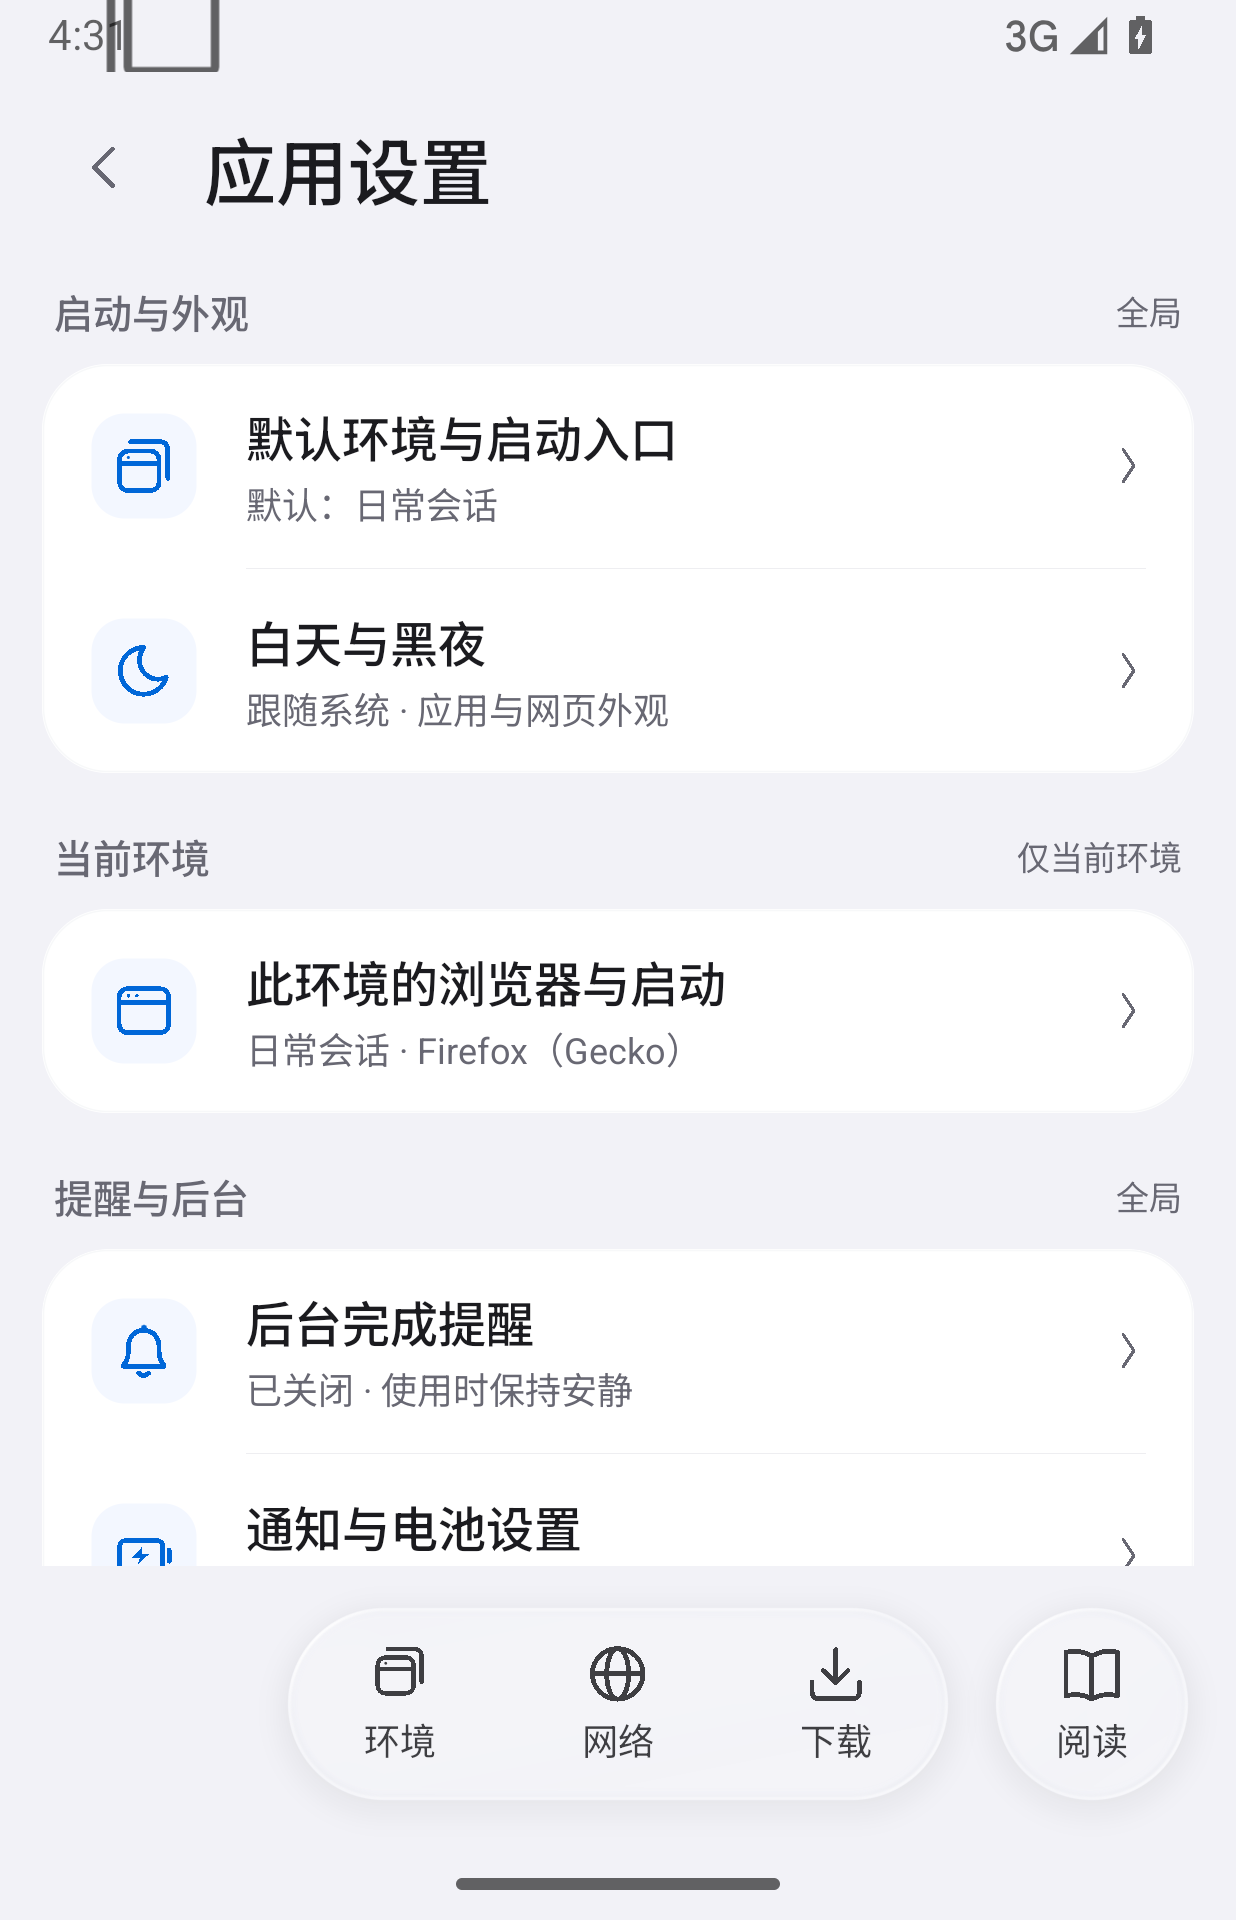 4:31
3G
应用设置
启动与外观
全局
默认环境与启动入口
默认：日常会话
白天与黑夜
跟随系统 · 应用与网页外观
当前环境
仅当前环境
此环境的浏览器与启动
日常会话 · Firefox（Gecko）
提醒与后台
全局
后台完成提醒
已关闭 · 使用时保持安静
通知与电池设置
环境
网络
下载
阅读